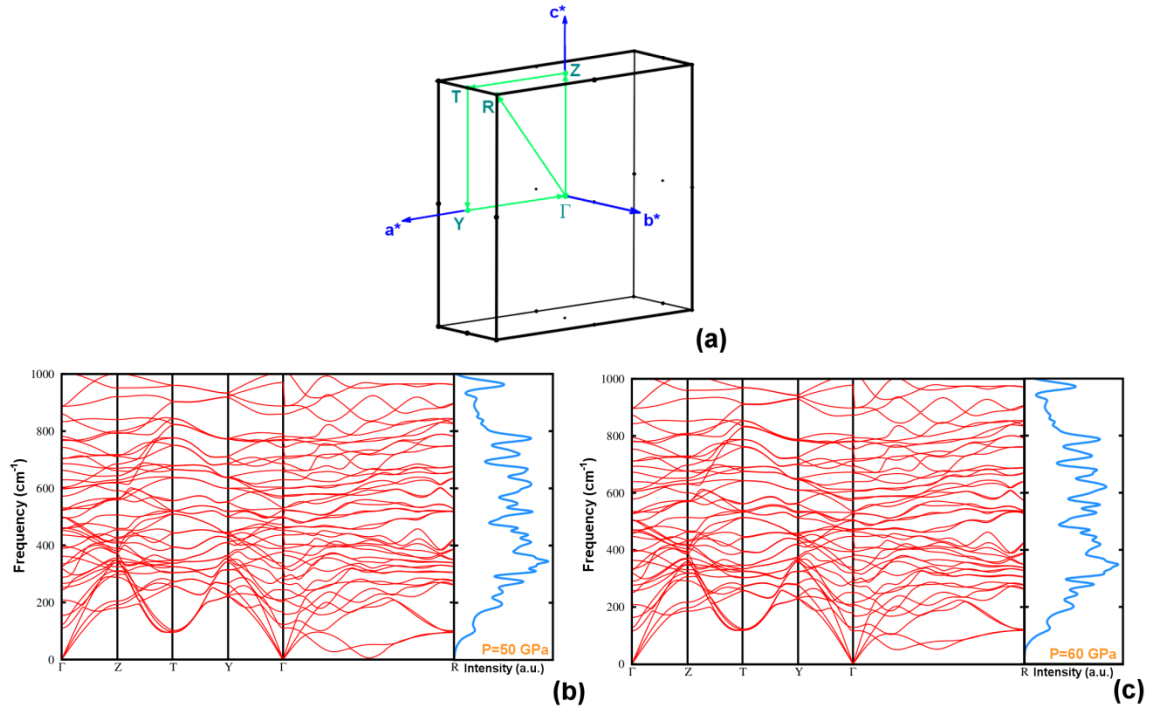 c*
Z
T
R
Y
Γ
a*
b*
(a)
1000
800
600
400
200
0
Frequency (cm⁻¹)
Γ
Z
T
Y
Γ
R
P=50 GPa
Intensity (a.u.)
(b)
1000
800
600
400
200
0
Frequency (cm⁻¹)
Γ
Z
T
Y
Γ
R
P=60 GPa
Intensity (a.u.)
(c)